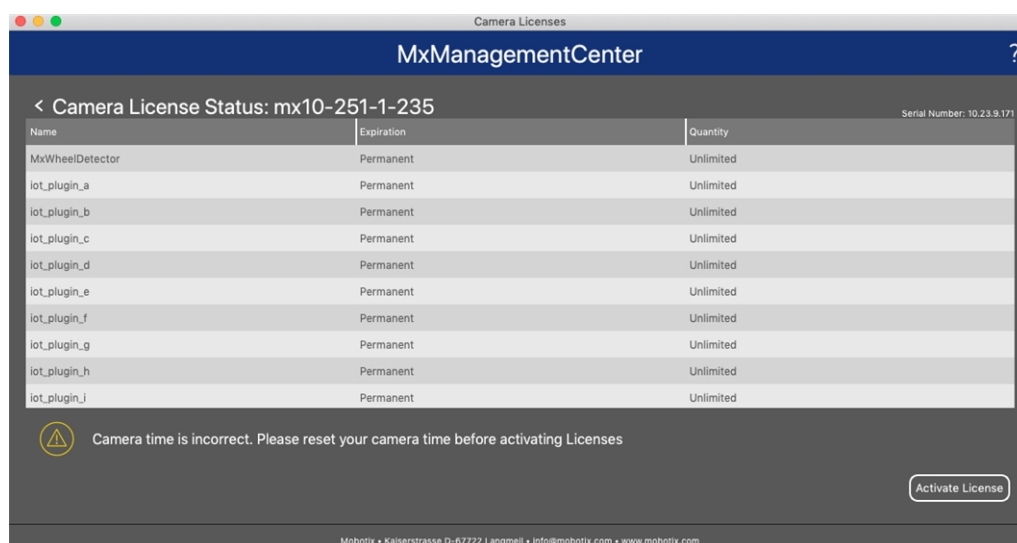 Camera Licenses
MxManagementCenter
?
< Camera License Status: mx10-251-1-235
Serial Number: 10.23.9.171
Name Expiration Quantity
MxWheelDetector Permanent Unlimited
iot_plugin_a Permanent Unlimited
iot_plugin_b Permanent Unlimited
iot_plugin_c Permanent Unlimited
iot_plugin_d Permanent Unlimited
iot_plugin_e Permanent Unlimited
iot_plugin_f Permanent Unlimited
iot_plugin_g Permanent Unlimited
iot_plugin_h Permanent Unlimited
iot_plugin_i Permanent Unlimited
Camera time is incorrect. Please reset your camera time before activating Licenses
Activate License
Mobotix • Kaiserstrasse D-67722 Langmeil • info@mobotix.com • www.mobotix.com